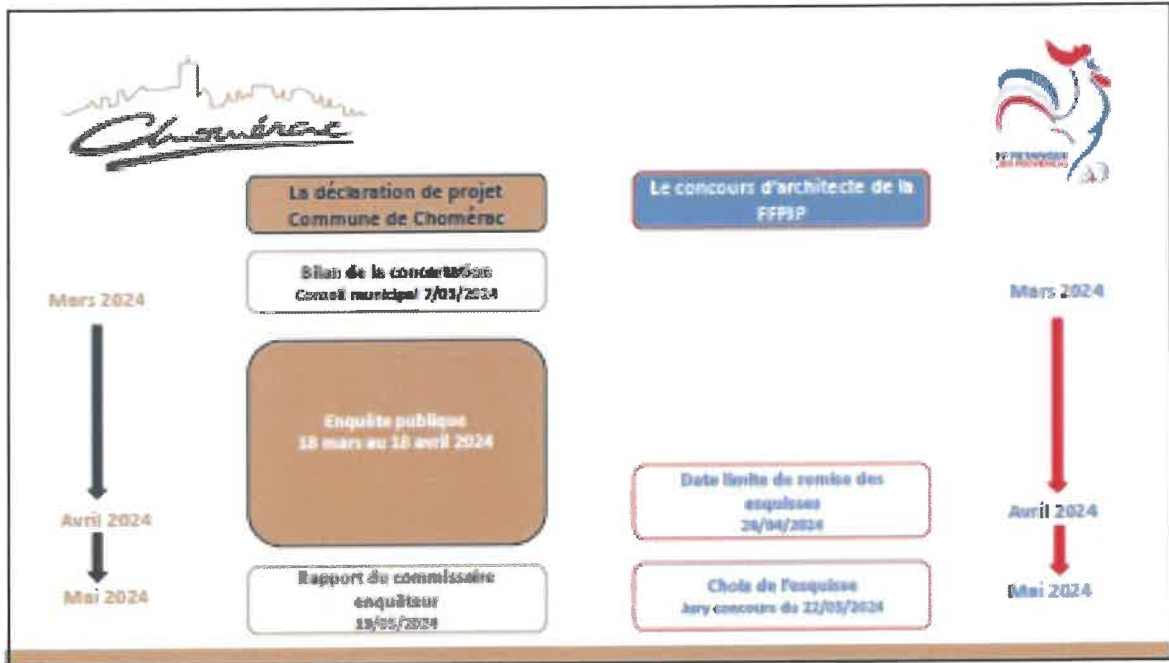 Chomérac
La déclaration de projet
Commune de Chomérac
Le concours d'architecte de la
FFPJP
Bilan de la concertation
Conseil municipal 7/03/2024
Mars 2024
Mars 2024
Enquête publique
18 mars au 18 avril 2024
Date limite de remise des
esquisses
26/04/2024
Avril 2024
Avril 2024
Rapport du commissaire
enquêteur
Choix de l'esquisse
Jury concours du 22/05/2024
Mai 2024
Mai 2024